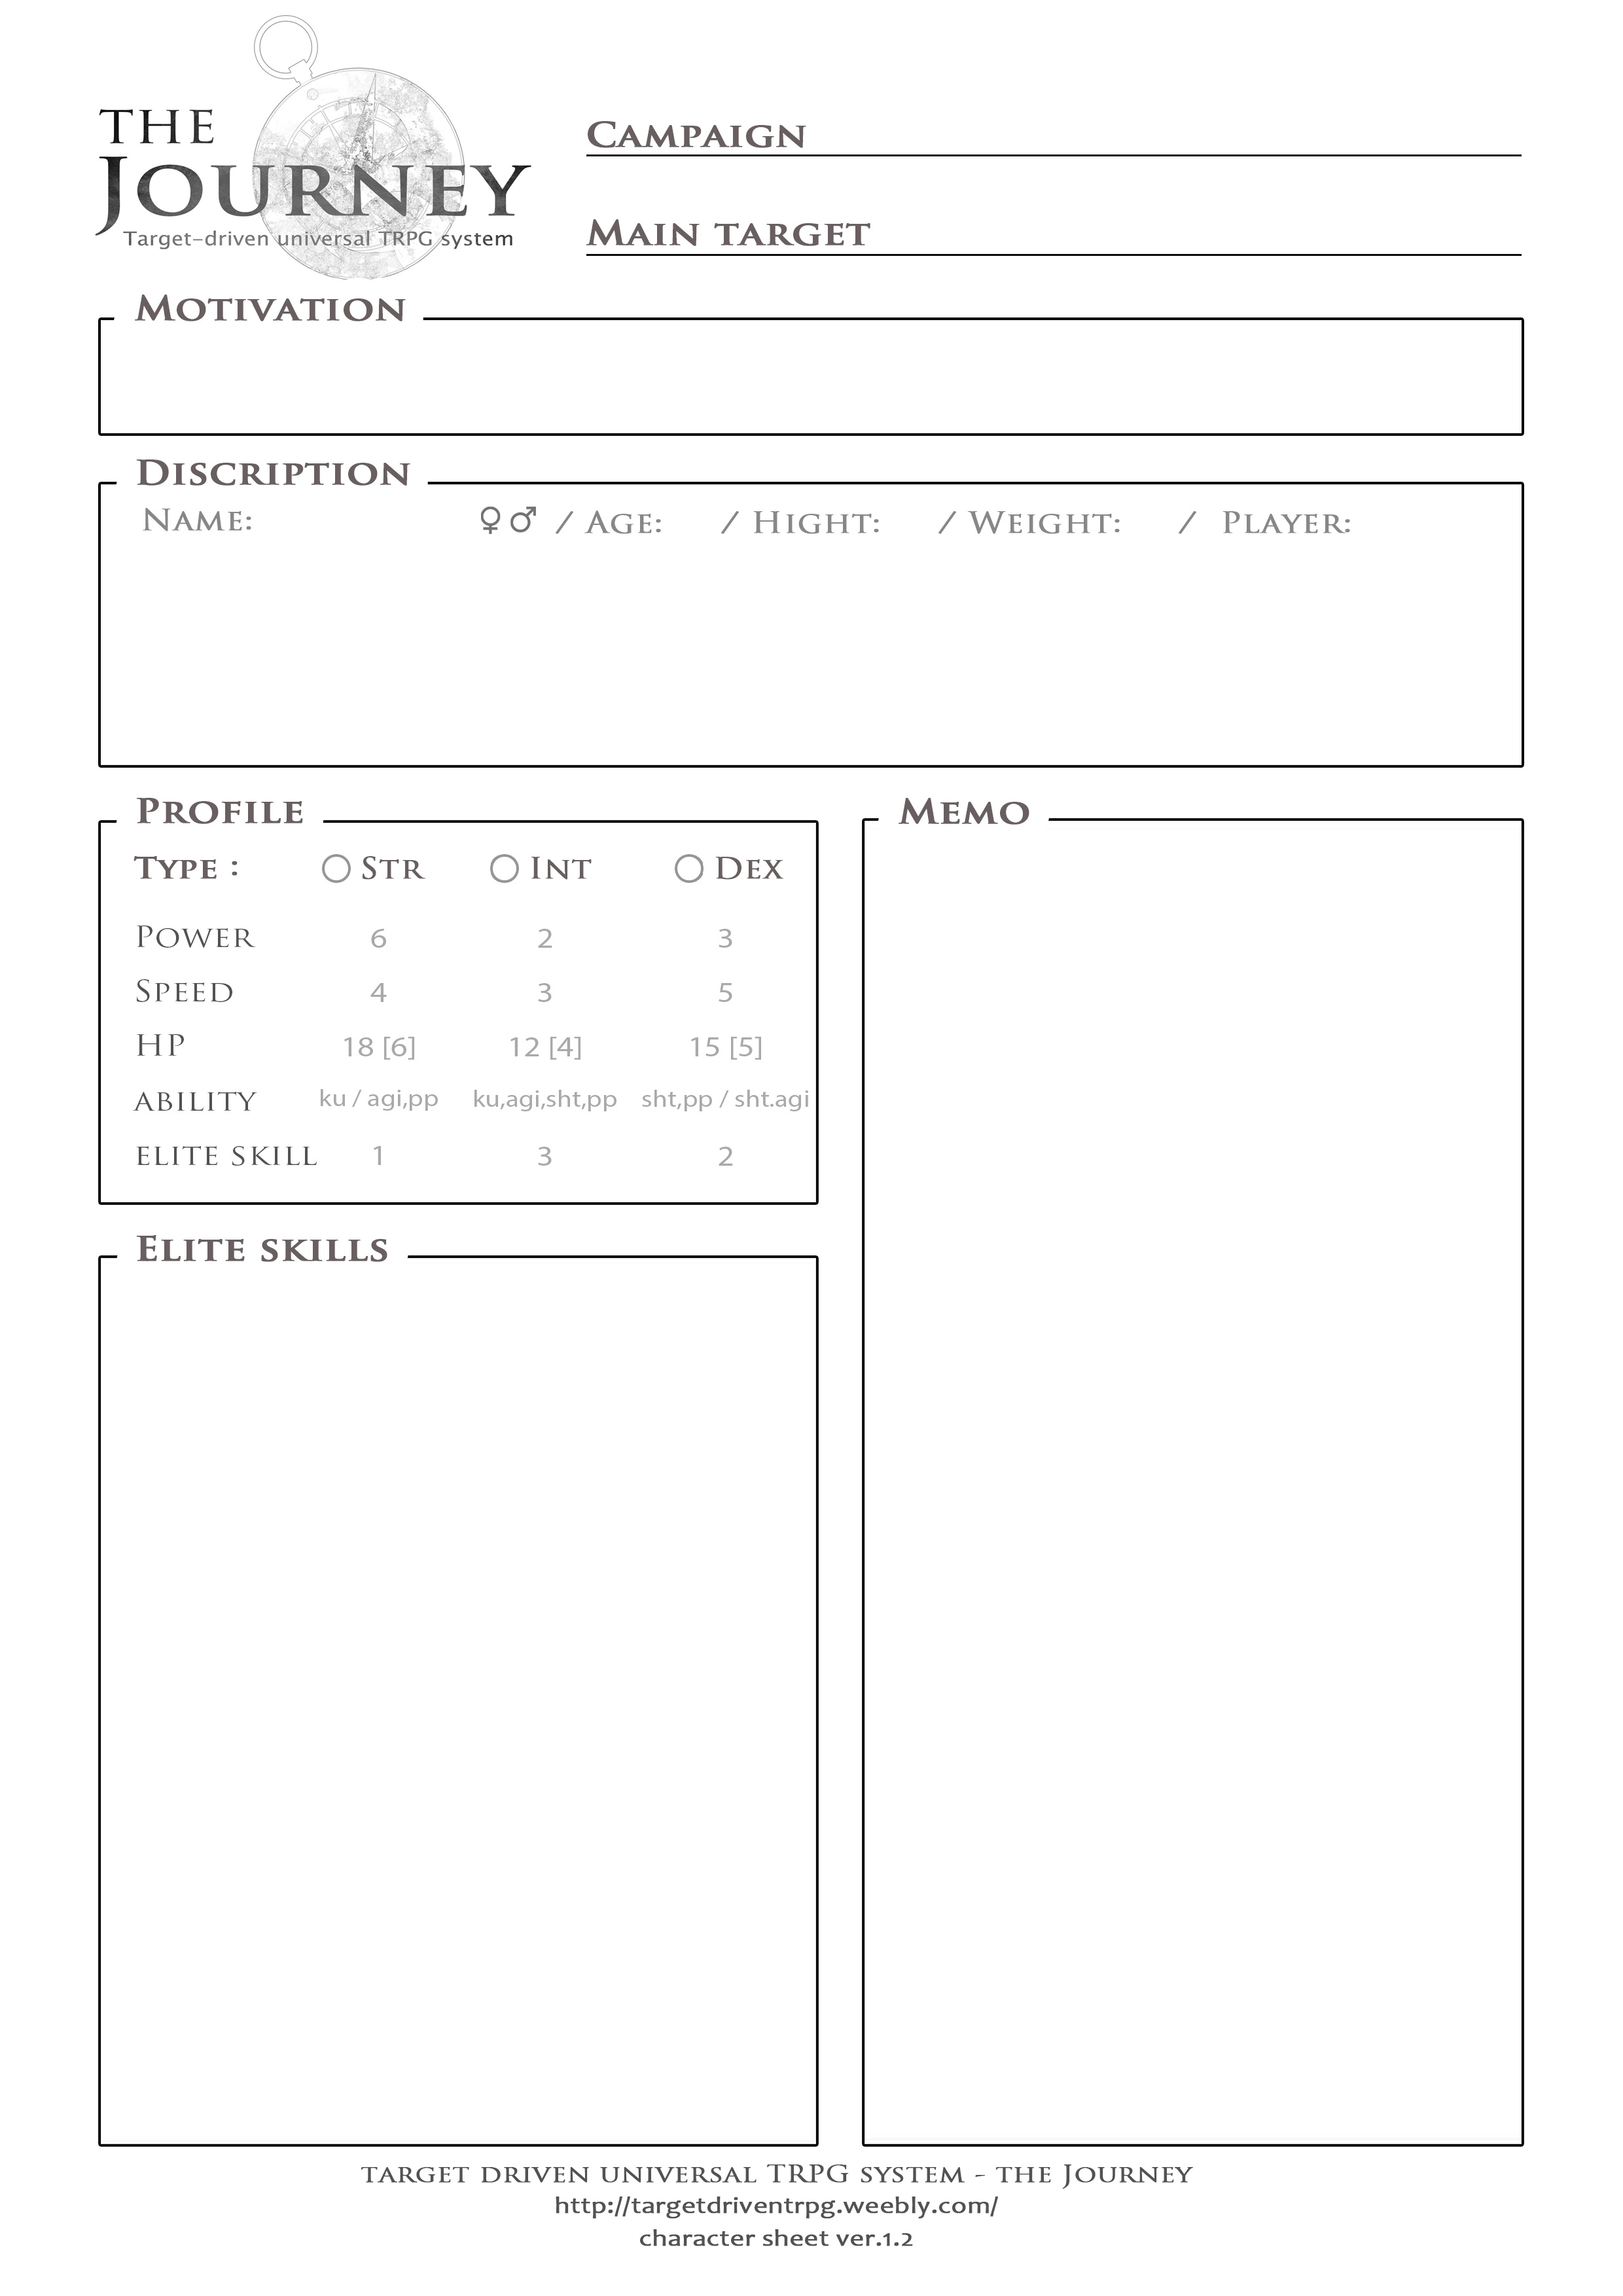 THE
JOURNEY
Target-driven universal TRPG system
CAMPAIGN
MAIN TARGET
MOTIVATION
DISCRIPTION
NAME: ♀♂ / AGE: / HIGHT: / WEIGHT: / PLAYER:
PROFILE
TYPE : STR INT DEX
POWER 6 2 3
SPEED 4 3 5
HP 18 [6] 12 [4] 15 [5]
ABILITY ku / agi,pp ku,agi,sht,pp sht,pp / sht.agi
ELITE SKILL 1 3 2
MEMO
ELITE SKILLS
TARGET DRIVEN UNIVERSAL TRPG SYSTEM - THE JOURNEY
http://targetdriventrpg.weebly.com/
character sheet ver.1.2